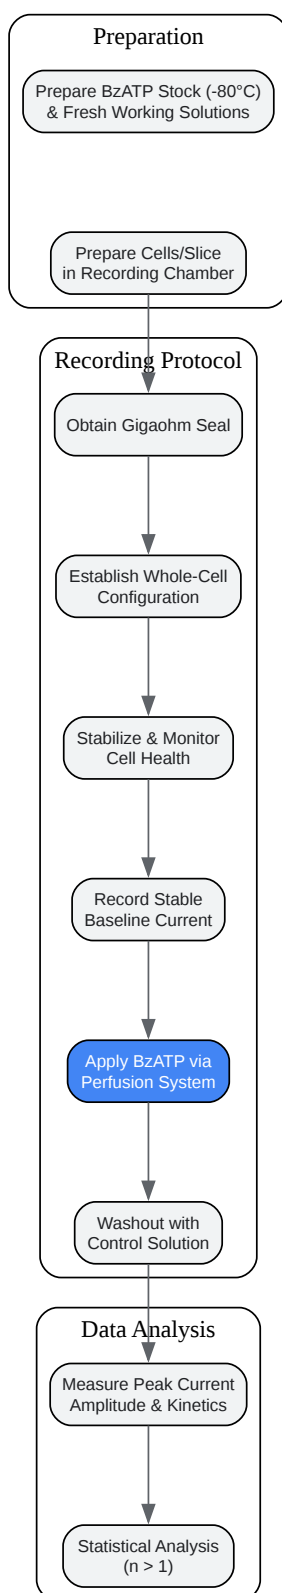 Preparation
Prepare BzATP Stock (-80°C)
& Fresh Working Solutions
Prepare Cells/Slice
in Recording Chamber
Recording Protocol
Obtain Gigaohm Seal
Establish Whole-Cell
Configuration
Stabilize & Monitor
Cell Health
Record Stable
Baseline Current
Apply BzATP via
Perfusion System
Washout with
Control Solution
Data Analysis
Measure Peak Current
Amplitude & Kinetics
Statistical Analysis
(n > 1)